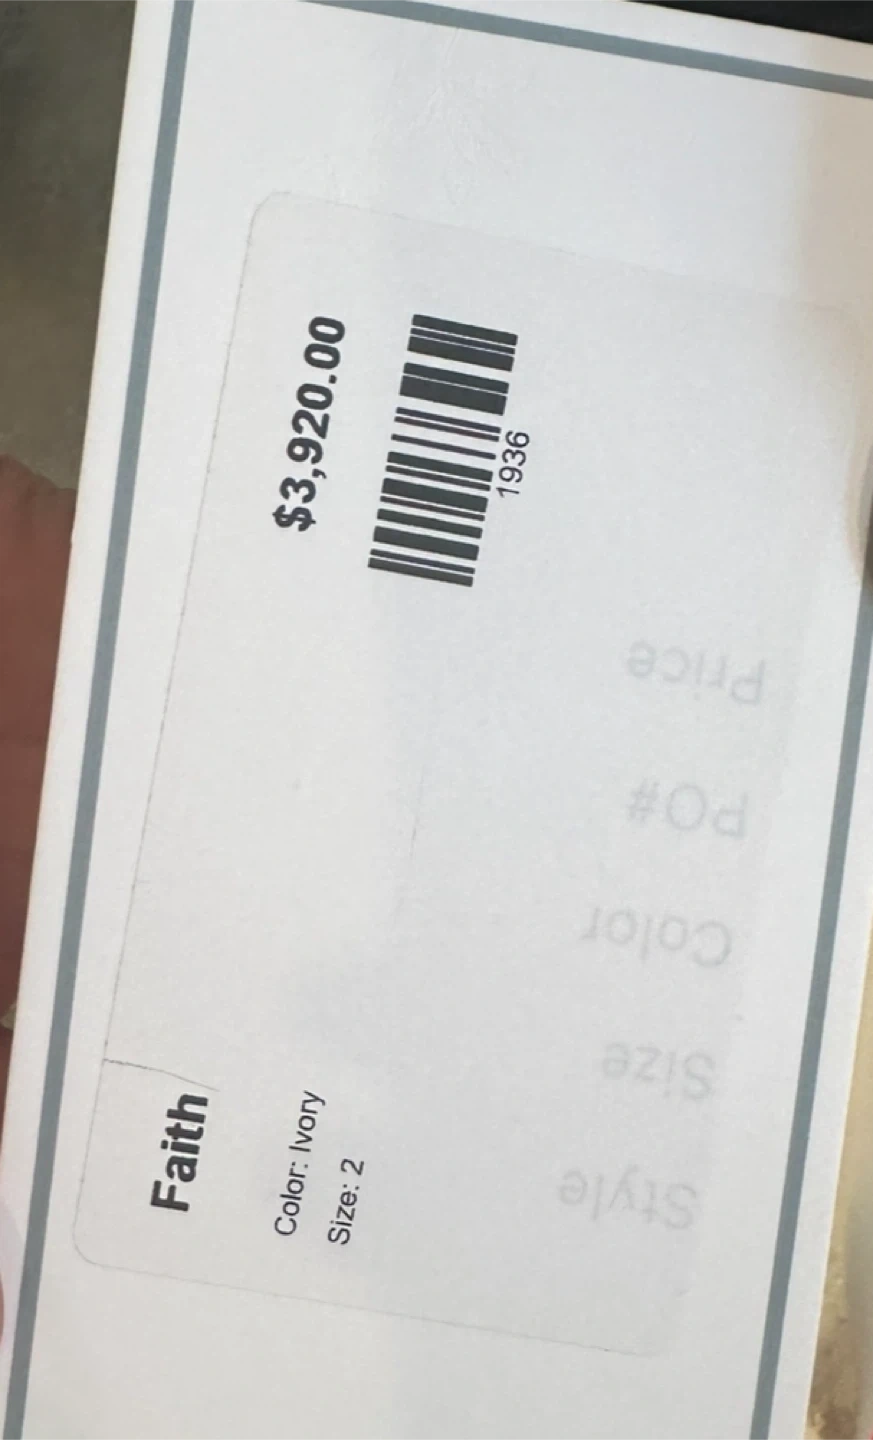 Faith
$3,920.00
Color: Ivory
Size: 2
1936
Style
Size
Color
PO#
Price